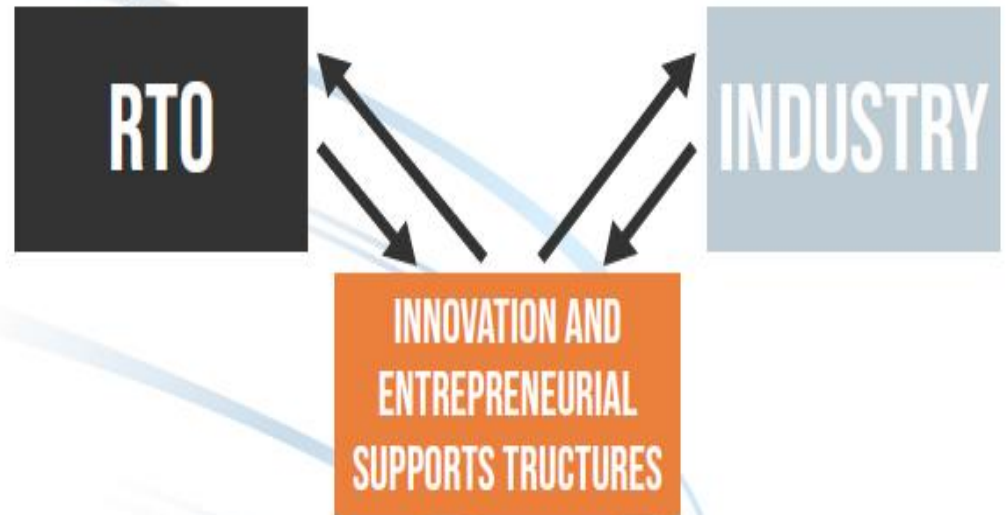 RTO
INDUSTRY
INNOVATION AND
ENTREPRENEURIAL
SUPPORTS TRUCTURES